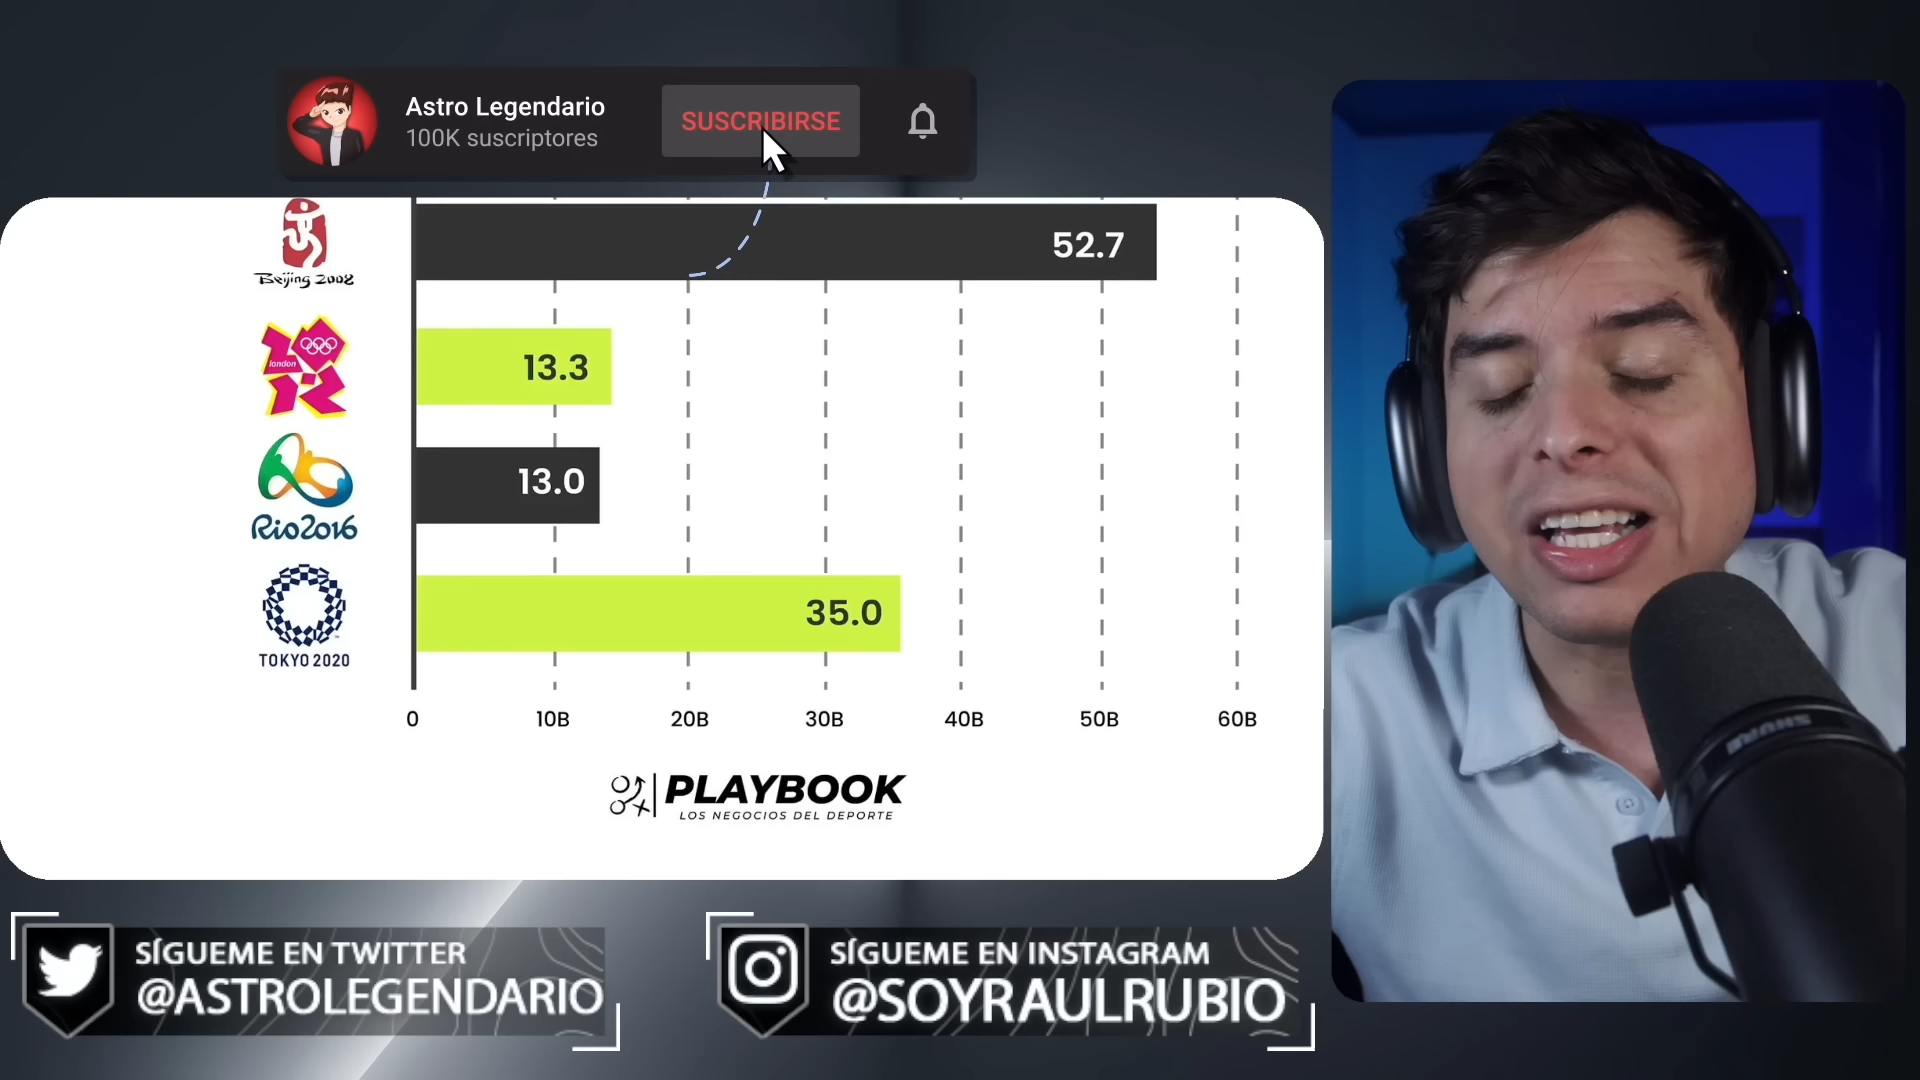 Astro Legendario
100K suscriptores
SUSCRIBIRSE
Beijing 2008
52.7
london
13.3
Rio2016
13.0
TOKYO 2020
35.0
0 10B 20B 30B 40B 50B 60B
PLAYBOOK
LOS NEGOCIOS DEL DEPORTE
SHURE
SÍGUEME EN TWITTER
@ASTROLEGENDARIO
SÍGUEME EN INSTAGRAM
@SOYRAULRUBIO